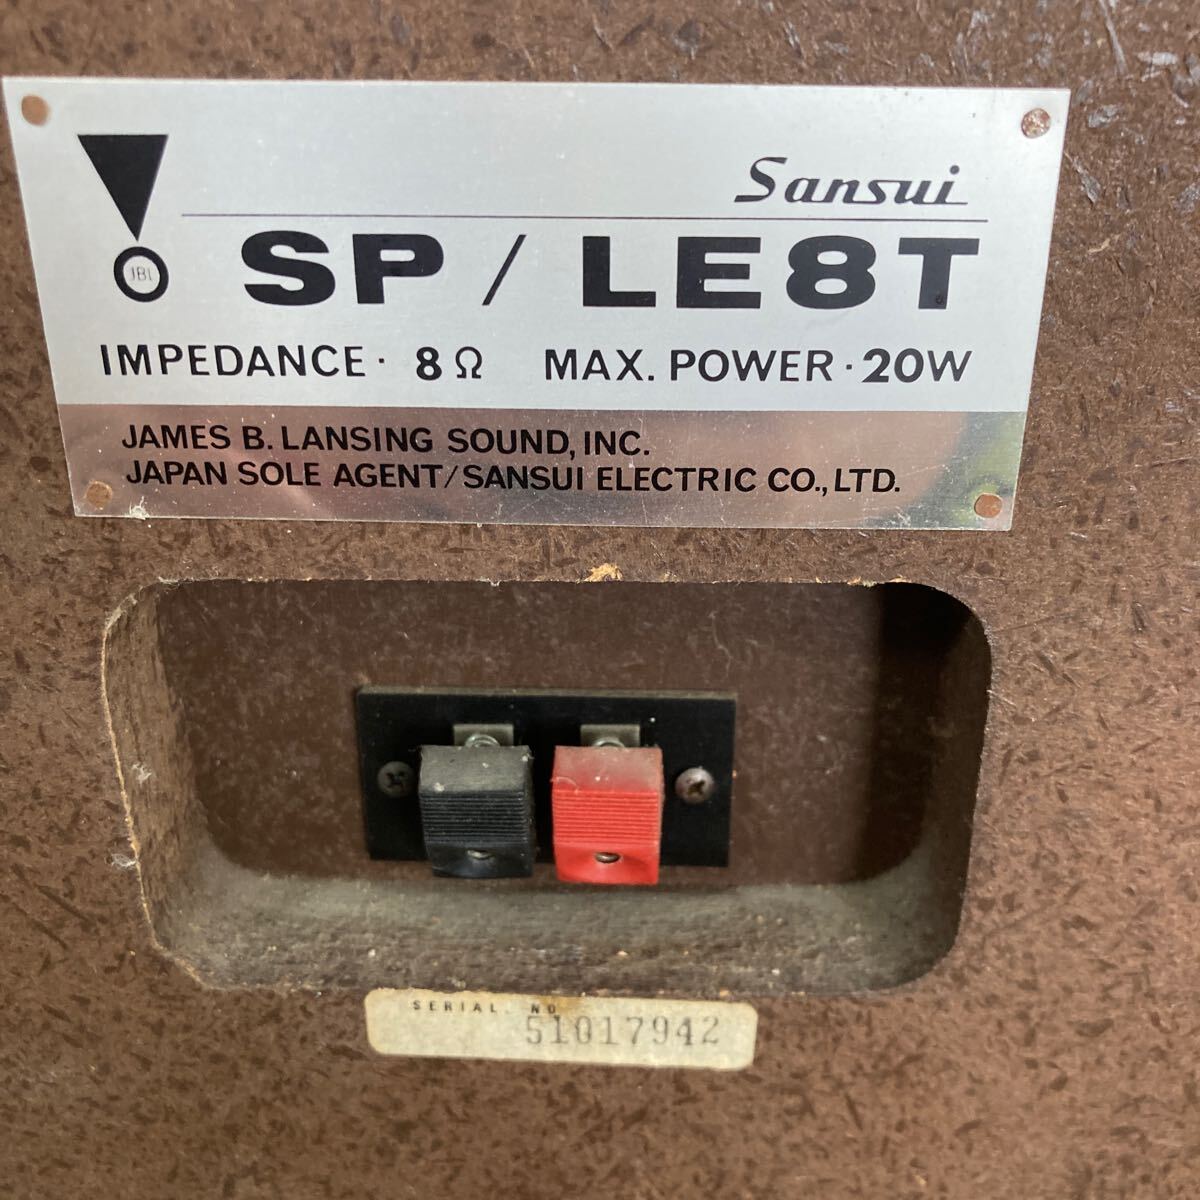 Sansui
JBL
SP / LE8T
IMPEDANCE · 8Ω MAX. POWER · 20W
JAMES B. LANSING SOUND, INC.
JAPAN SOLE AGENT/SANSUI ELECTRIC CO., LTD.
SERIAL. NO
51017942